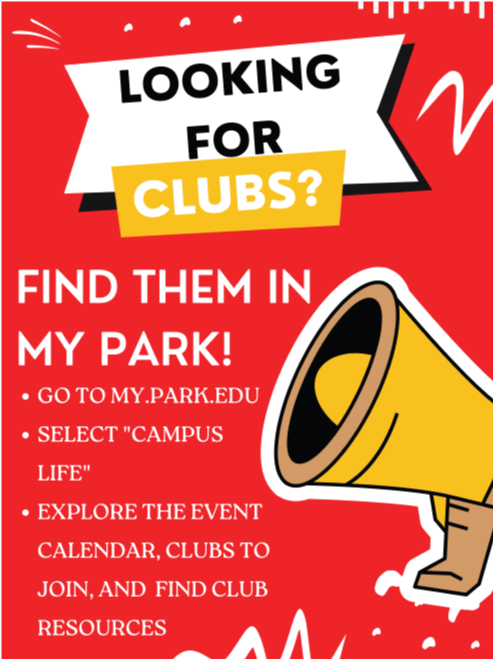 LOOKING
FOR
CLUBS?
FIND THEM IN
MY PARK!
• GO TO MY.PARK.EDU
• SELECT "CAMPUS
LIFE"
• EXPLORE THE EVENT
CALENDAR, CLUBS TO
JOIN, AND FIND CLUB
RESOURCES